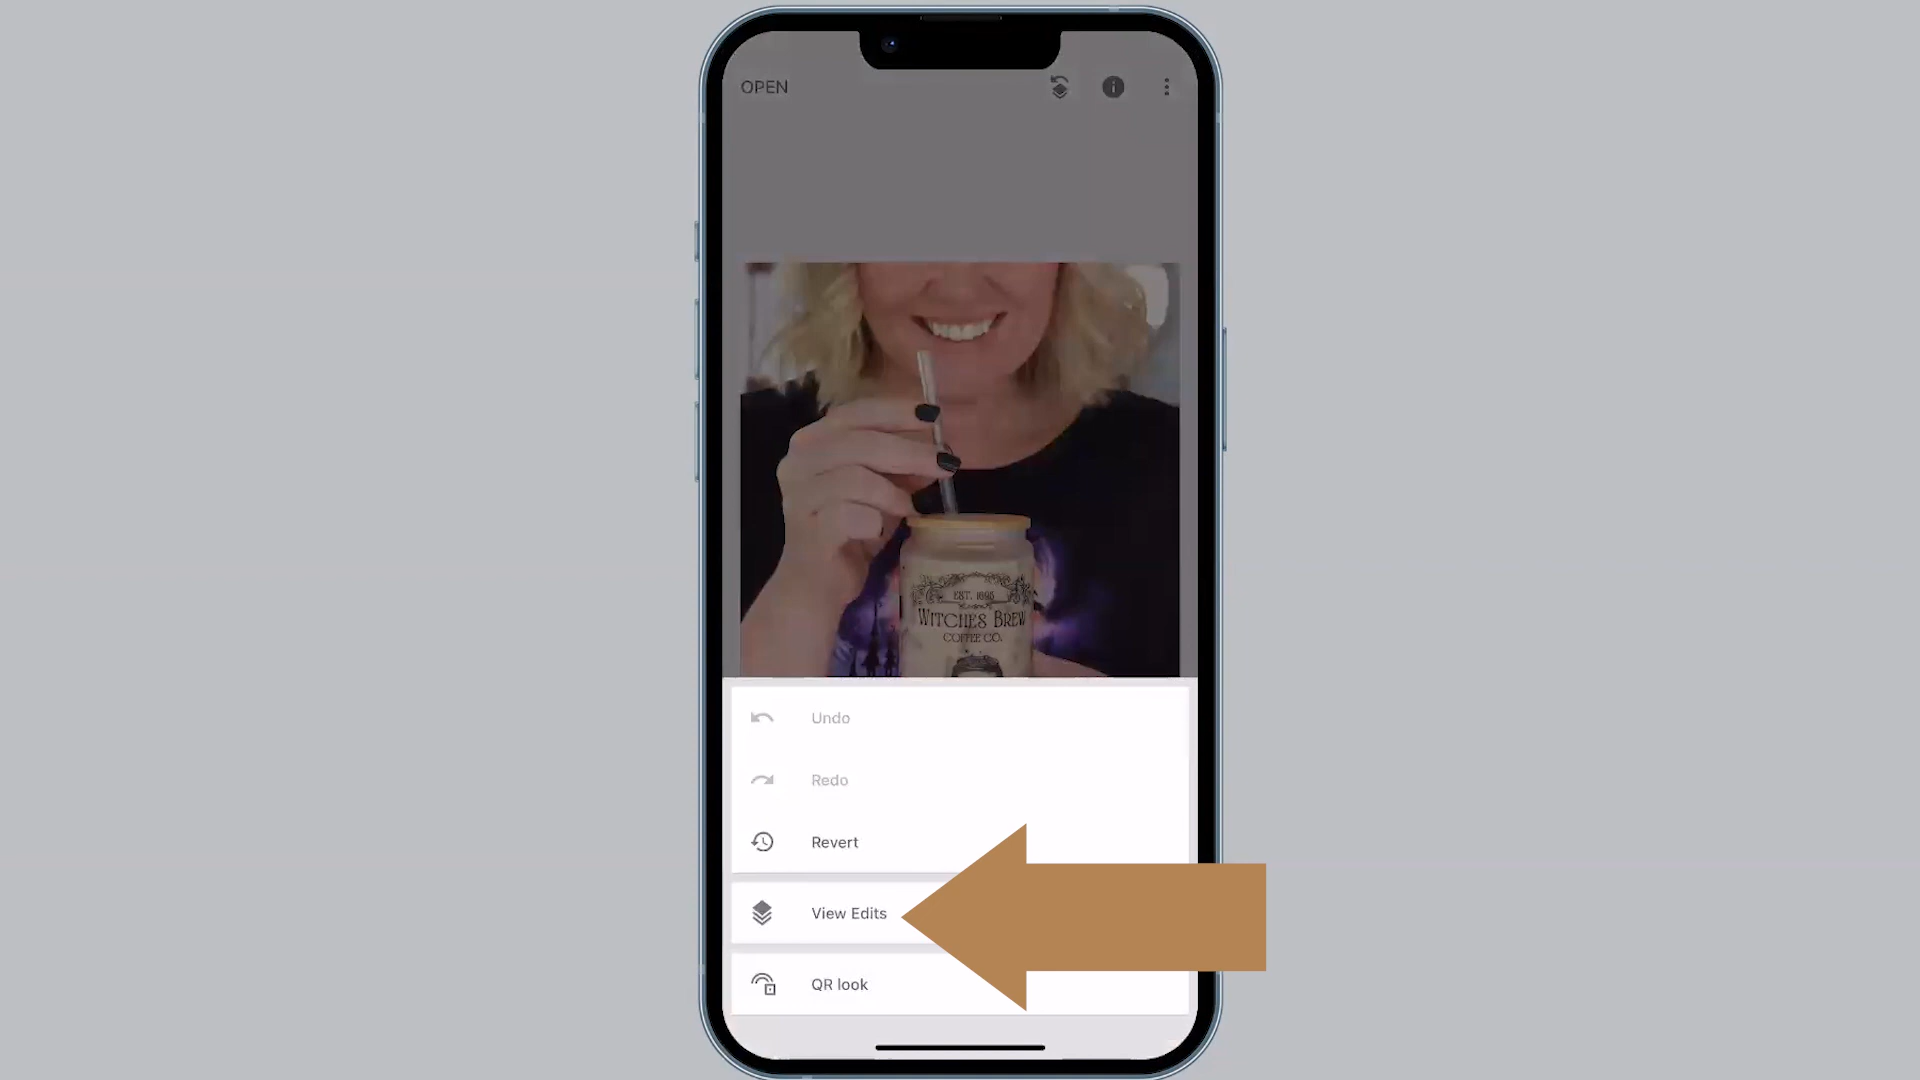 OPEN
EST. 1695
WITCHES BREW
COFFEE CO.
Undo
Redo
Revert
View Edits
QR look